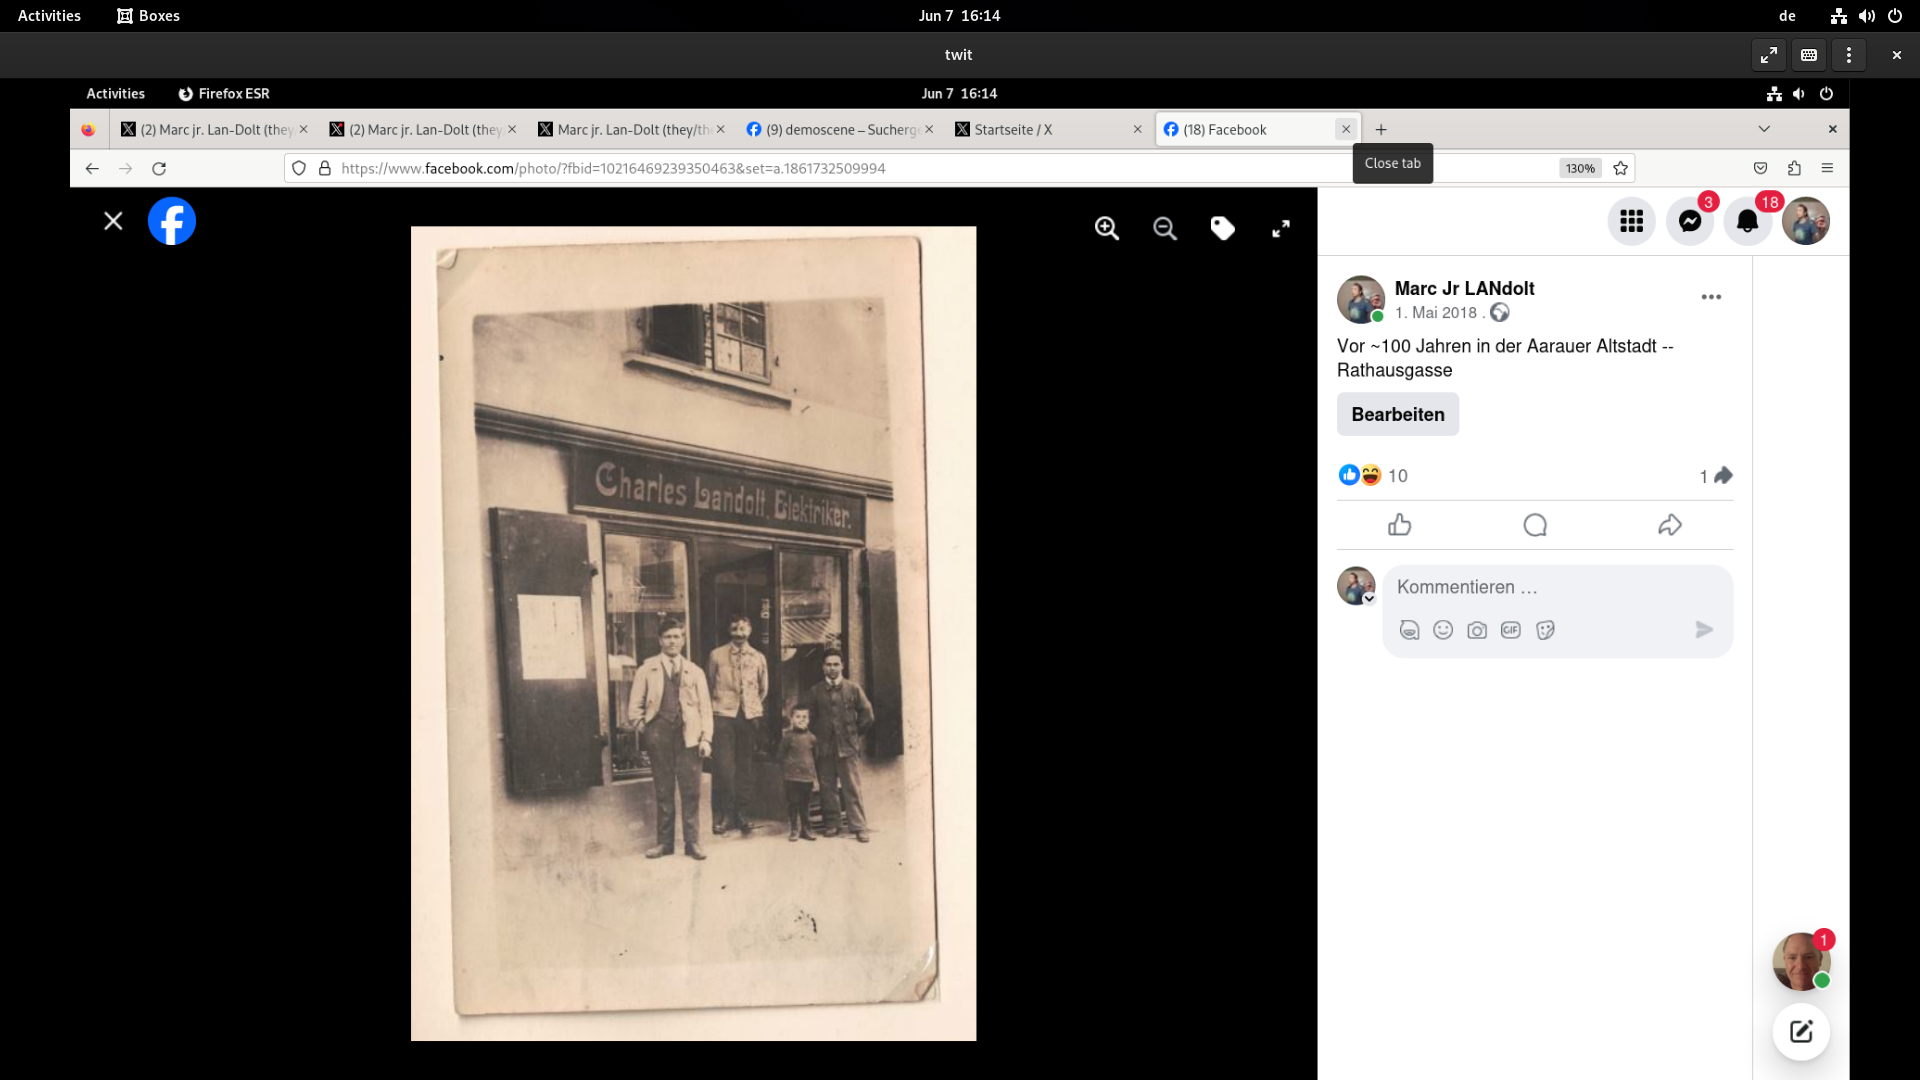 Activities
Boxes
Jun 7 16:14
de
twit
Activities
Firefox ESR
Jun 7 16:14
(2) Marc jr. Lan-Dolt (they
(2) Marc jr. Lan-Dolt (they
Marc jr. Lan-Dolt (they/th
(9) demoscene – Sucherge
Startseite / X
(18) Facebook
Close tab
https://www.facebook.com/photo/?fbid=10216469239350463&set=a.1861732509994
130%
3
18
Marc Jr LANdolt
1. Mai 2018 .
Vor ~100 Jahren in der Aarauer Altstadt --
Rathausgasse
Bearbeiten
10
1
Kommentieren …
GIF
Charles Landolt, Elektriker.
1